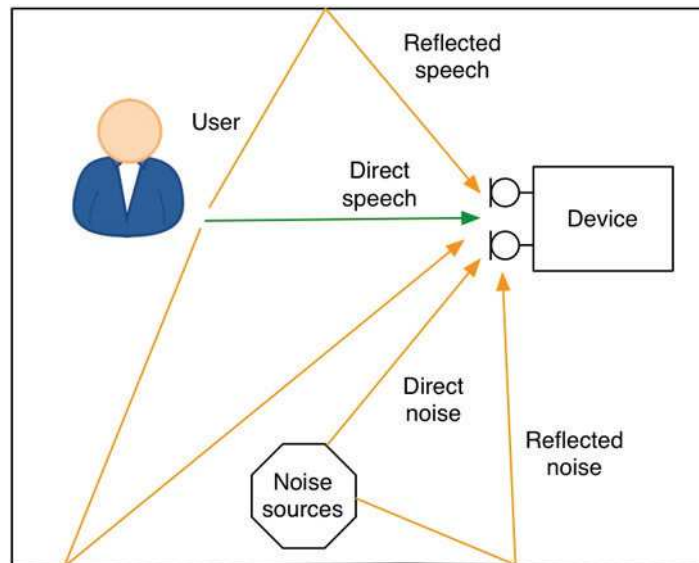 Reflected
speech
User
Direct
speech
Device
Direct
noise
Reflected
noise
Noise
sources